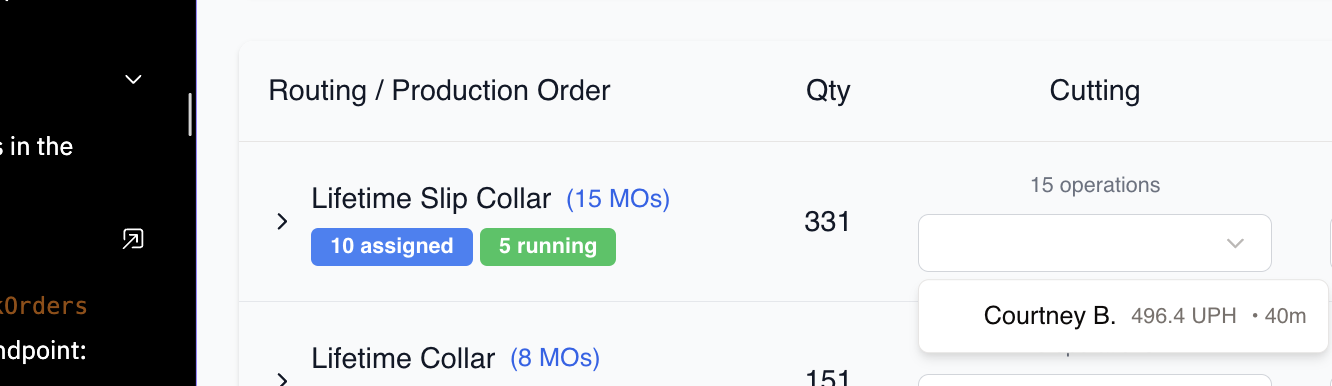 s in the
kOrders
ndpoint:
Routing / Production Order Qty Cutting
15 operations
Lifetime Slip Collar (15 MOs) 331
10 assigned 5 running
Courtney B. 496.4 UPH • 40m
Lifetime Collar (8 MOs)
151